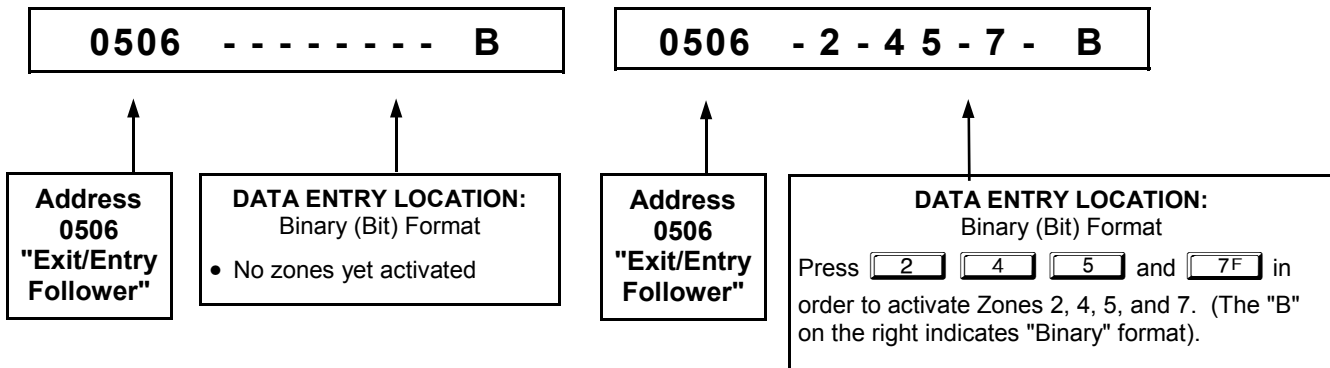 0506 - - - - - - - - B
0506 - 2 - 4 5 - 7 - B
Address
0506
"Exit/Entry
Follower"
DATA ENTRY LOCATION:
Binary (Bit) Format
• No zones yet activated
Address
0506
"Exit/Entry
Follower"
DATA ENTRY LOCATION:
Binary (Bit) Format
Press 2 4 5 and 7F in
order to activate Zones 2, 4, 5, and 7. (The "B"
on the right indicates "Binary" format).